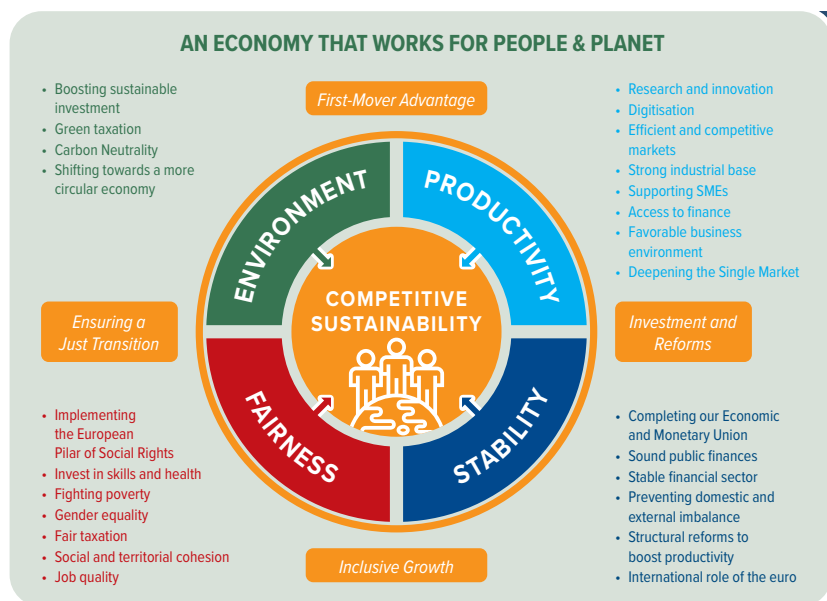 AN ECONOMY THAT WORKS FOR PEOPLE & PLANET
• Boosting sustainable
investment
• Green taxation
• Carbon Neutrality
• Shifting towards a more
circular economy
First-Mover Advantage
• Research and innovation
• Digitisation
• Efficient and competitive
markets
• Strong industrial base
• Supporting SMEs
• Access to finance
• Favorable business
environment
• Deepening the Single Market
ENVIRONMENT
PRODUCTIVITY
COMPETITIVE
SUSTAINABILITY
Ensuring a
Just Transition
Investment and
Reforms
FAIRNESS
STABILITY
• Implementing
the European
Pilar of Social Rights
• Invest in skills and health
• Fighting poverty
• Gender equality
• Fair taxation
• Social and territorial cohesion
• Job quality
Inclusive Growth
• Completing our Economic
and Monetary Union
• Sound public finances
• Stable financial sector
• Preventing domestic and
external imbalance
• Structural reforms to
boost productivity
• International role of the euro